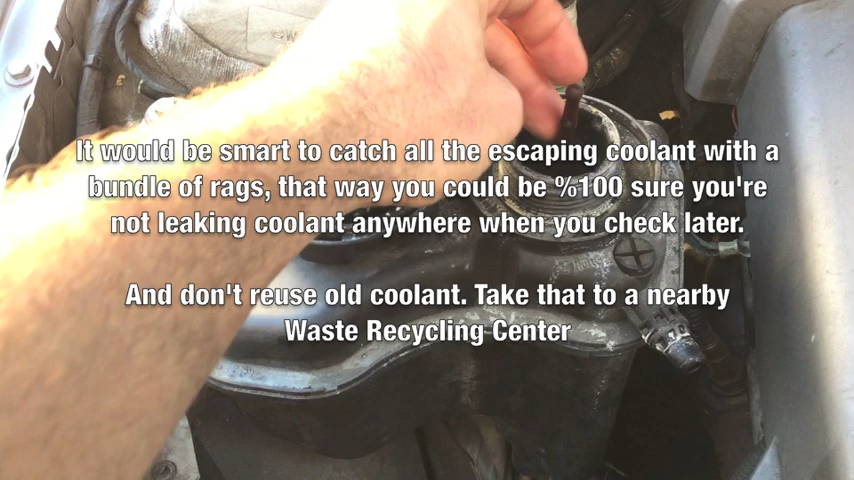 It would be smart to catch all the escaping coolant with a
bundle of rags, that way you could be %100 sure you're
not leaking coolant anywhere when you check later.
And don't reuse old coolant. Take that to a nearby
Waste Recycling Center